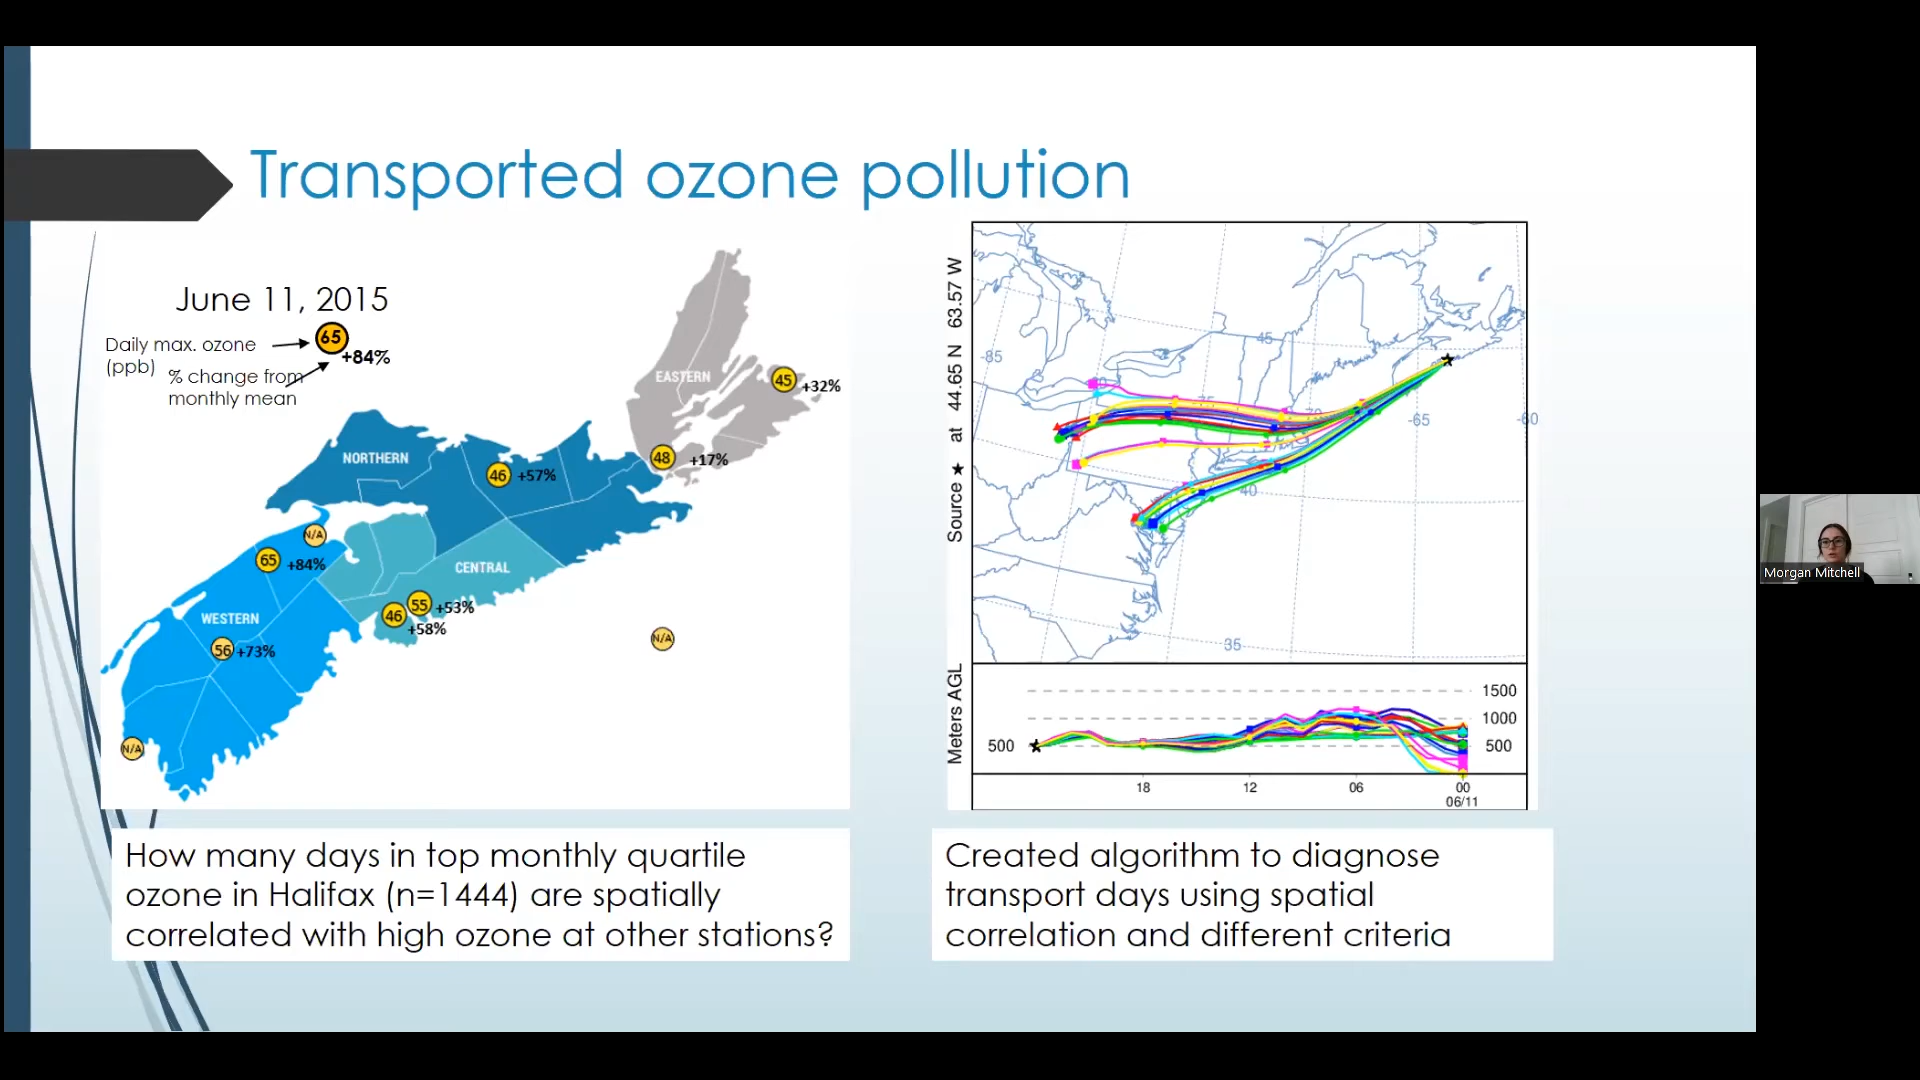 Transported ozone pollution
June 11, 2015
Daily max. ozone
(ppb)
65
+84%
% change from
monthly mean
EASTERN
45 +32%
48 +17%
NORTHERN
46 +57%
N/A
65 +84%
CENTRAL
55 +53%
46 +58%
WESTERN
56 +73%
N/A
N/A
How many days in top monthly quartile
ozone in Halifax (n=1444) are spatially
correlated with high ozone at other stations?
Source ★ at 44.65 N 63.57 W
-85
45
-75
-70
-65
-60
40
35
Meters AGL
500
1500
1000
500
18
12
06
00
06/11
Created algorithm to diagnose
transport days using spatial
correlation and different criteria
Morgan Mitchell